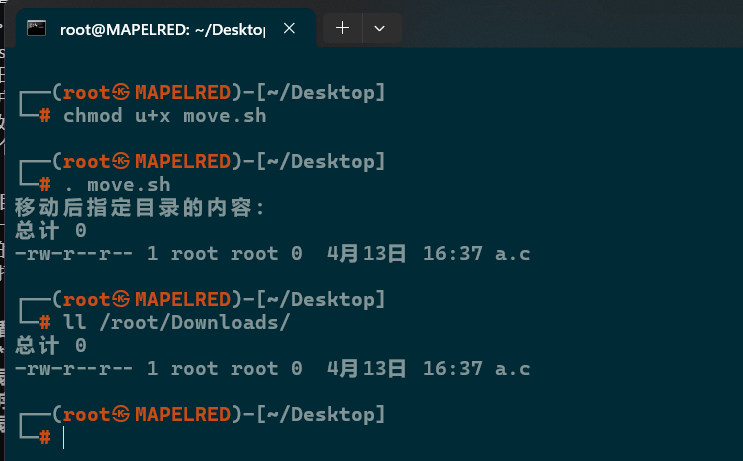 root@MAPELRED: ~/Deskto
┌──(root㉿MAPELRED)-[~/Desktop]
└─# chmod u+x move.sh
┌──(root㉿MAPELRED)-[~/Desktop]
└─# . move.sh
移动后指定目录的内容：
总计 0
-rw-r--r-- 1 root root 0  4月13日 16:37 a.c
┌──(root㉿MAPELRED)-[~/Desktop]
└─# ll /root/Downloads/
总计 0
-rw-r--r-- 1 root root 0  4月13日 16:37 a.c
┌──(root㉿MAPELRED)-[~/Desktop]
└─#